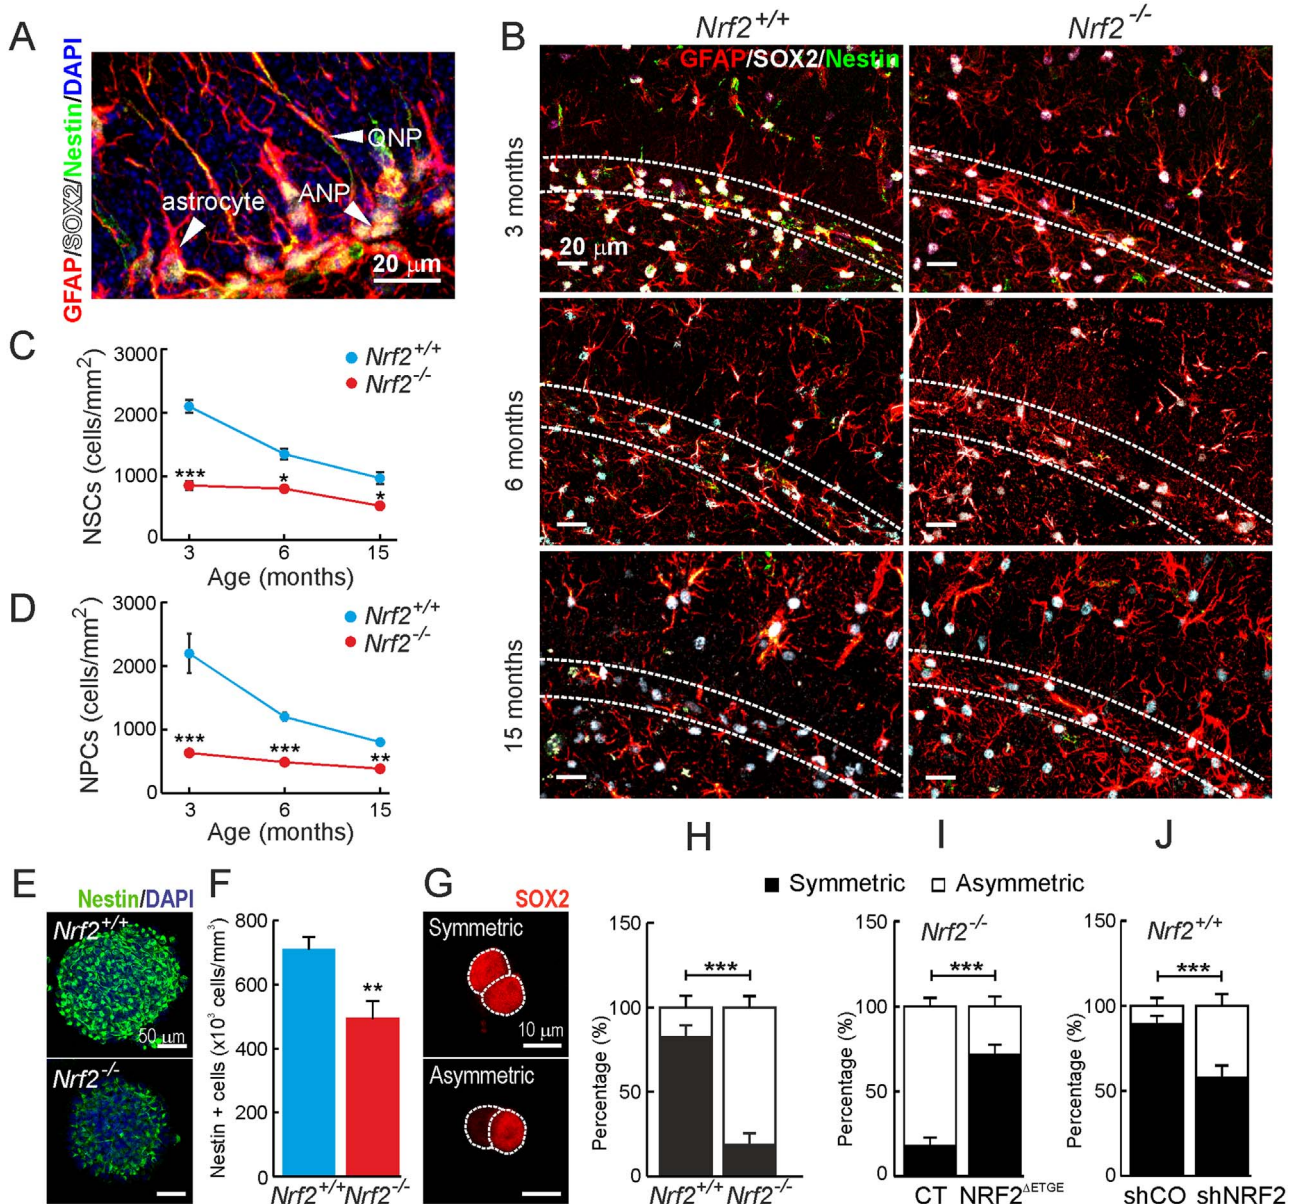 A
GFAP/SOX2/Nestin/DAPI
QNP
ANP
astrocyte
20 μm
B
Nrf2+/+
Nrf2-/-
GFAP/SOX2/Nestin
3 months
20 μm
6 months
15 months
C
NSCs (cells/mm2)
3000
2000
1000
0
Nrf2+/+
Nrf2-/-
***
*
*
3 6 15
Age (months)
D
NPCs (cells/mm2)
3000
2000
1000
0
Nrf2+/+
Nrf2-/-
***
***
**
3 6 15
Age (months)
E
Nestin/DAPI
Nrf2+/+
50 μm
Nrf2-/-
F
Nestin + cells (x103 cells/mm3)
800
600
400
200
0
**
Nrf2+/+ Nrf2-/-
G
SOX2
Symmetric
10 μm
Asymmetric
H
I
J
Symmetric Asymmetric
Percentage (%)
150
100
50
0
***
Nrf2+/+ Nrf2-/-
Percentage (%)
150
100
50
0
Nrf2-/-
***
CT NRF2ΔETGE
Percentage (%)
150
100
50
0
Nrf2+/+
***
shCO shNRF2